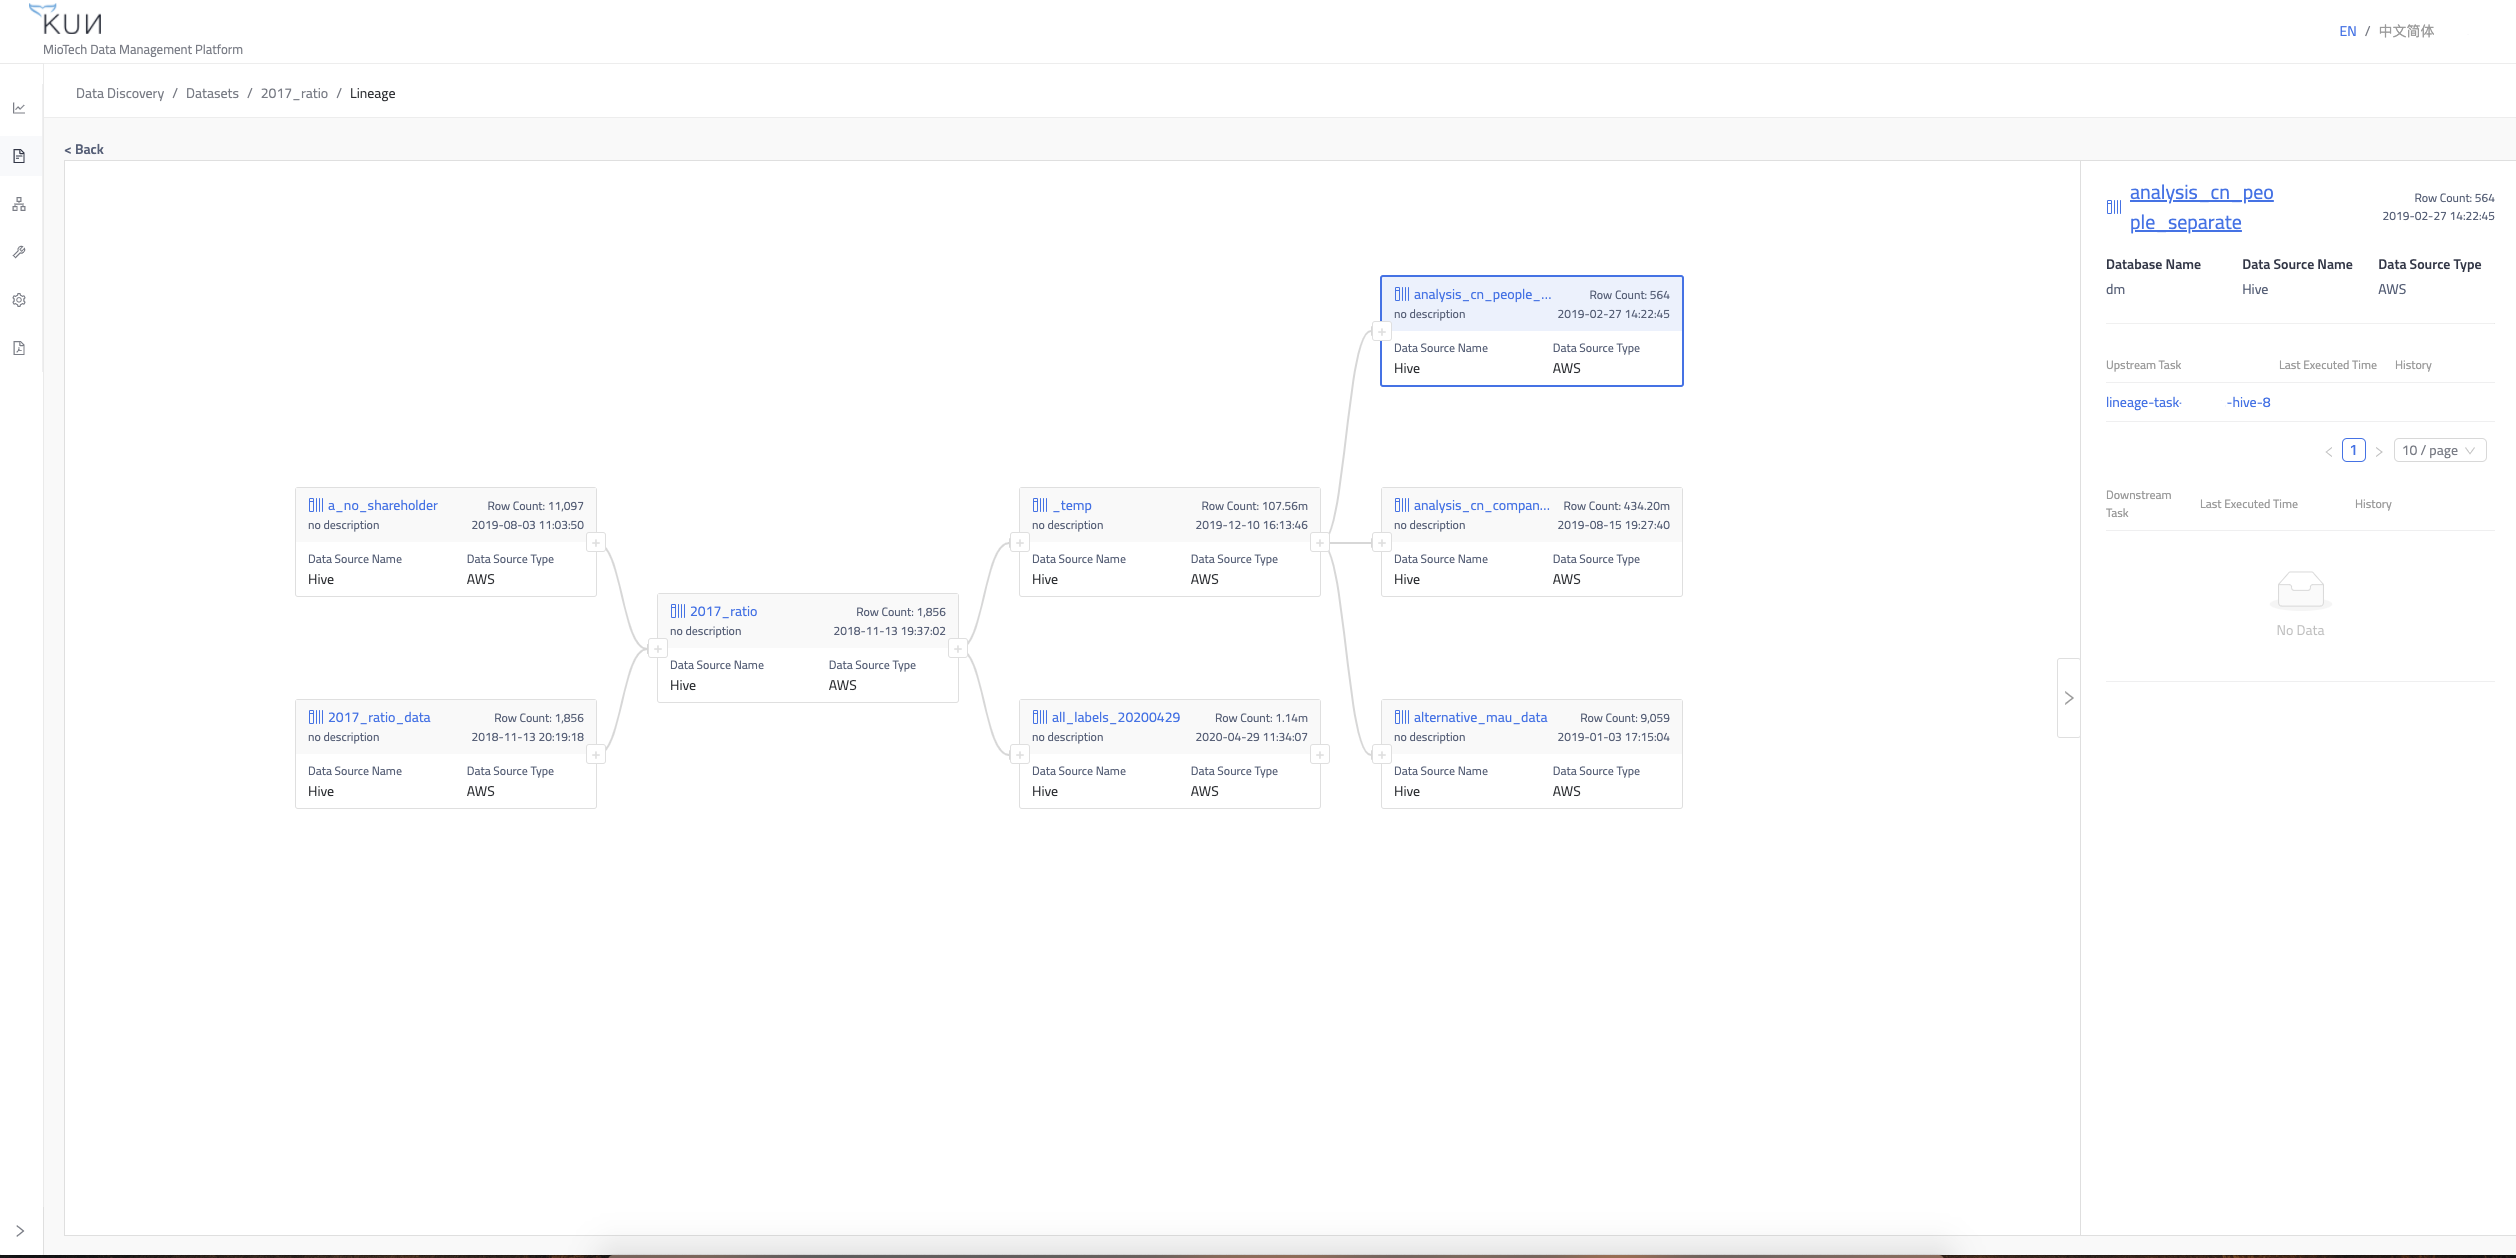 KUN
MioTech Data Management Platform
EN / 中文简体
Data Discovery / Datasets / 2017_ratio / Lineage
< Back
a_no_shareholder Row Count: 11,097
no description 2019-08-03 11:03:50
Data Source Name Data Source Type
Hive AWS
2017_ratio_data Row Count: 1,856
no description 2018-11-13 20:19:18
Data Source Name Data Source Type
Hive AWS
2017_ratio Row Count: 1,856
no description 2018-11-13 19:37:02
Data Source Name Data Source Type
Hive AWS
_temp Row Count: 107.56m
no description 2019-12-10 16:13:46
Data Source Name Data Source Type
Hive AWS
all_labels_20200429 Row Count: 1.14m
no description 2020-04-29 11:34:07
Data Source Name Data Source Type
Hive AWS
analysis_cn_people_... Row Count: 564
no description 2019-02-27 14:22:45
Data Source Name Data Source Type
Hive AWS
analysis_cn_compan... Row Count: 434.20m
no description 2019-08-15 19:27:40
Data Source Name Data Source Type
Hive AWS
alternative_mau_data Row Count: 9,059
no description 2019-01-03 17:15:04
Data Source Name Data Source Type
Hive AWS
analysis_cn_peo
ple_separate
Row Count: 564
2019-02-27 14:22:45
Database Name Data Source Name Data Source Type
dm Hive AWS
Upstream Task Last Executed Time History
lineage-task- -hive-8
< 1 > 10 / page
Downstream
Task Last Executed Time History
No Data